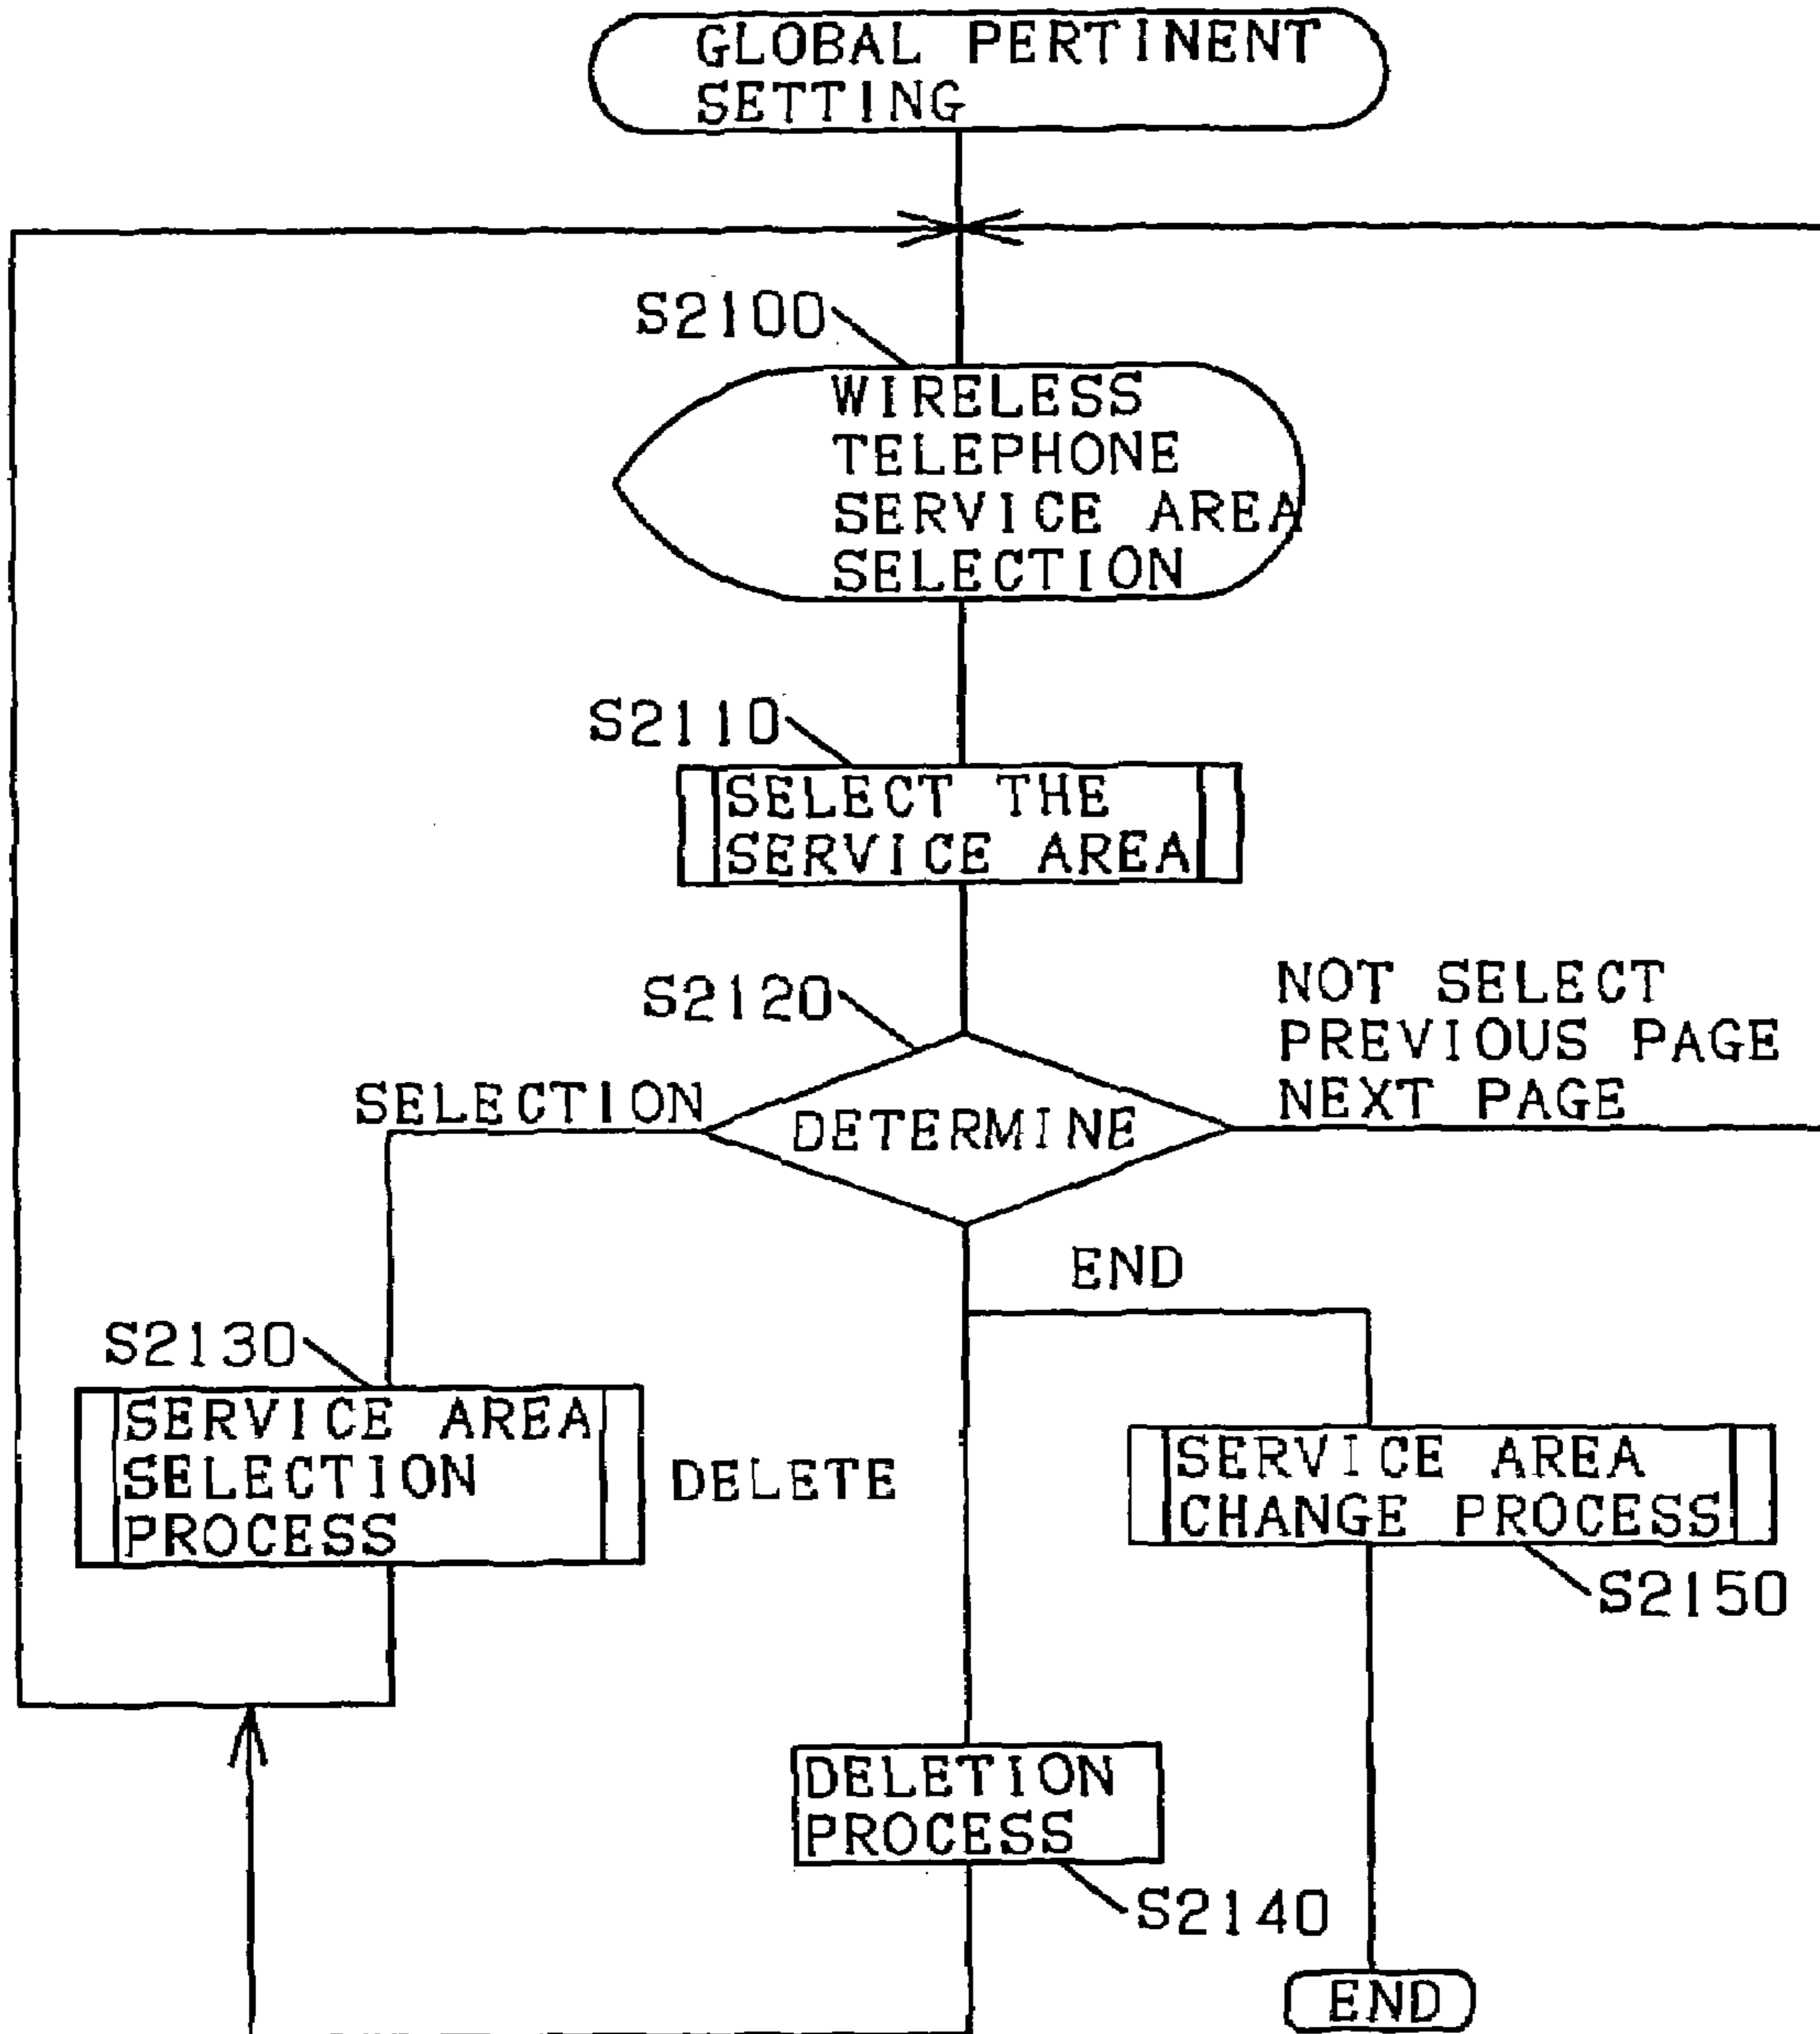 GLOBAL PERTINENT
SETTING
S2100
WIRELESS
TELEPHONE
SERVICE AREA
SELECTION
S2110
SELECT THE
SERVICE AREA
S2120
NOT SELECT
PREVIOUS PAGE
NEXT PAGE
SELECTION
DETERMINE
END
S2130
SERVICE AREA
SELECTION
PROCESS
DELETE
SERVICE AREA
CHANGE PROCESS
S2150
DELETION
PROCESS
S2140
END